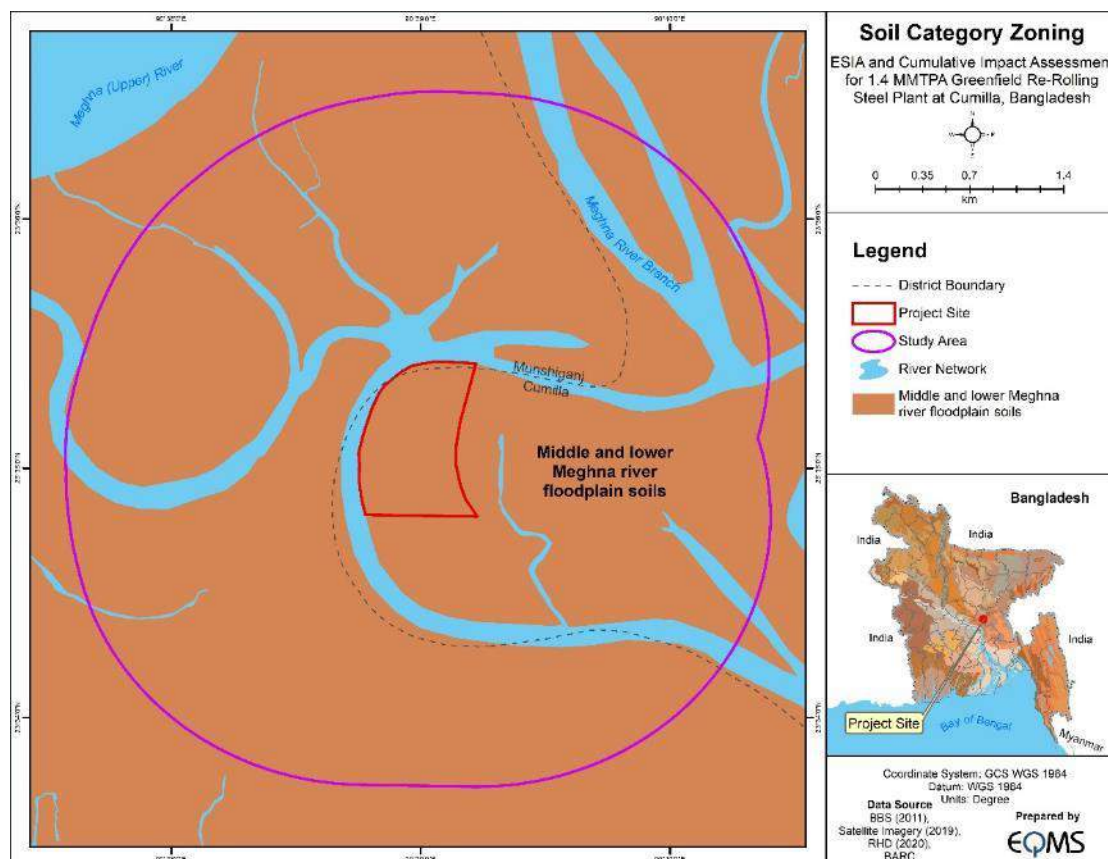 Soil Category Zoning
ESIA and Cumulative Impact Assessment
for 1.4 MMTPA Greenfield Re-Rolling
Steel Plant at Cumilla, Bangladesh
N
W
E
S
0 0.35 0.7 1.4
km
Legend
District Boundary
Project Site
Study Area
River Network
Middle and lower Meghna
river floodplain soils
Meghna (Upper) River
Meghna River Branch
Munshiganj
Cumilla
Middle and lower
Meghna river
floodplain soils
Bangladesh
India
India
India
India
Project Site
Bay of Bengal
Myanmar
Coordinate System: GCS WGS 1984
Datum: WGS 1984
Units: Degree
Data Source
BBS (2011),
Satellite Imagery (2019),
RHD (2020),
BARC
Prepared by
EQMS